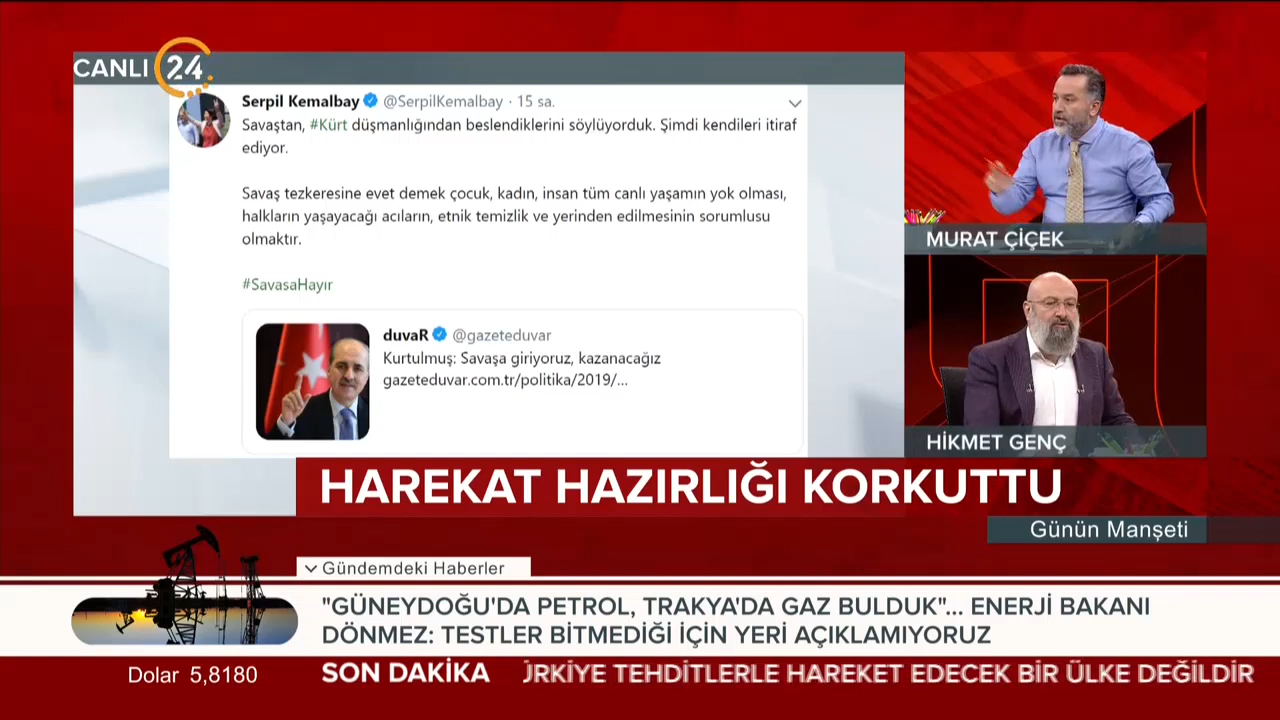 CANLI 24
Serpil Kemalbay @SerpilKemalbay · 15 sa.
Savaştan, #Kürt düşmanlığından beslendiklerini söylüyorduk. Şimdi kendileri itiraf
ediyor.
Savaş tezkeresine evet demek çocuk, kadın, insan tüm canlı yaşamın yok olması,
halkların yaşayacağı acıların, etnik temizlik ve yerinden edilmesinin sorumlusu
olmaktır.
#SavasaHayır
duvaR @gazeteduvar
Kurtulmuş: Savaşa giriyoruz, kazanacağız
gazeteduvar.com.tr/politika/2019/...
MURAT ÇİÇEK
HİKMET GENÇ
HAREKAT HAZIRLIĞI KORKUTTU
Günün Manşeti
Gündemdeki Haberler
"GÜNEYDOĞU'DA PETROL, TRAKYA'DA GAZ BULDUK"... ENERJİ BAKANI
DÖNMEZ: TESTLER BİTMEDİĞİ İÇİN YERİ AÇIKLAMIYORUZ
Dolar 5,8180
SON DAKİKA
ÜRKİYE TEHDİTLERLE HAREKET EDECEK BİR ÜLKE DEĞİLDİR